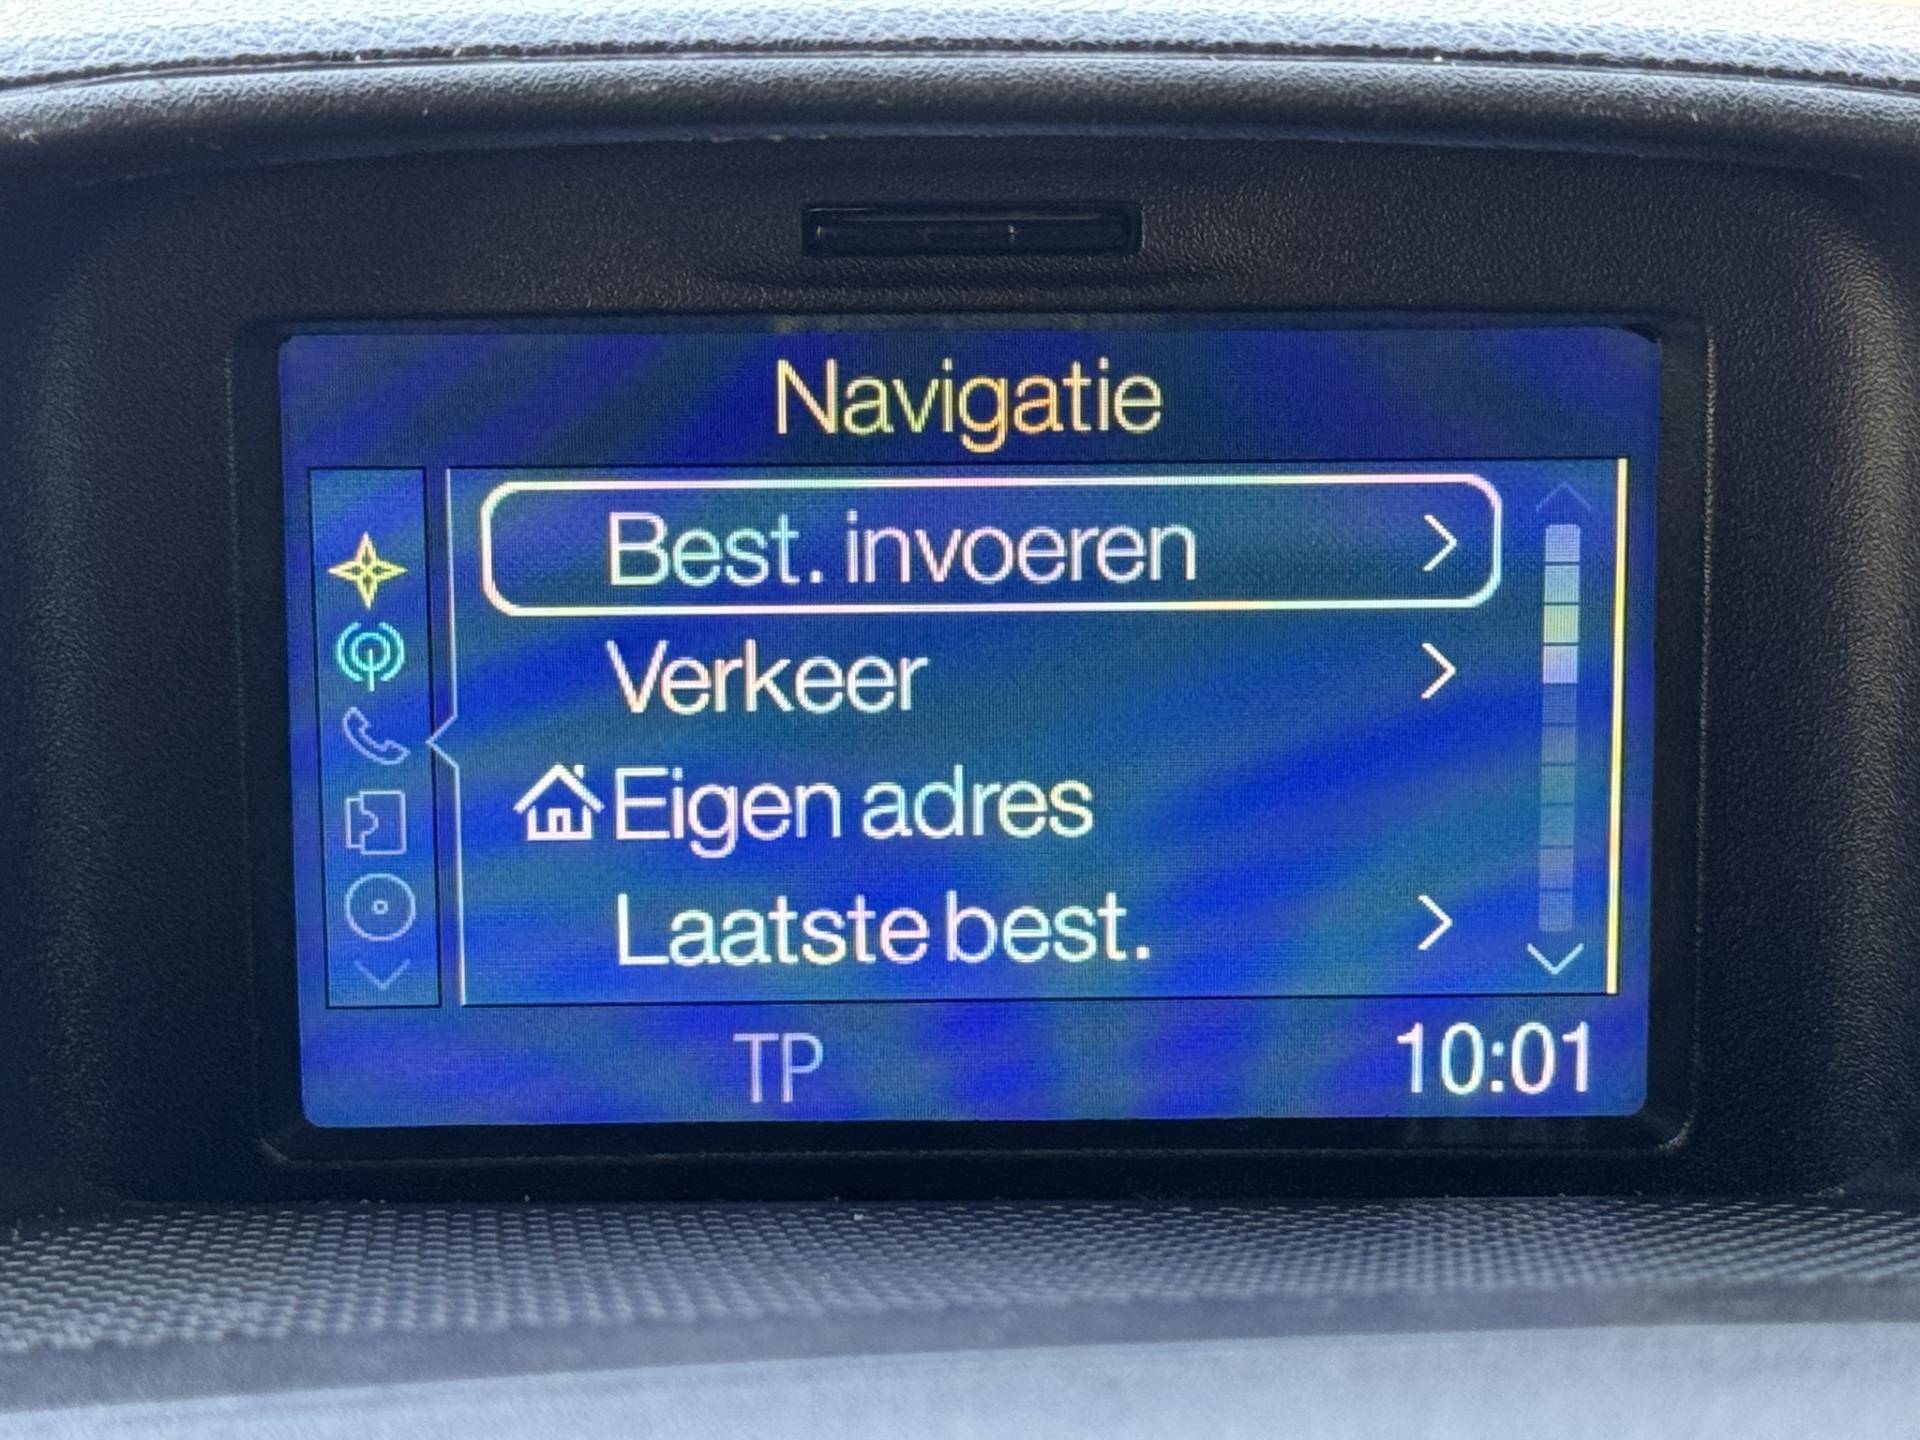 Navigatie
Best. invoeren
Verkeer
Eigen adres
Laatste best.
TP
10:01